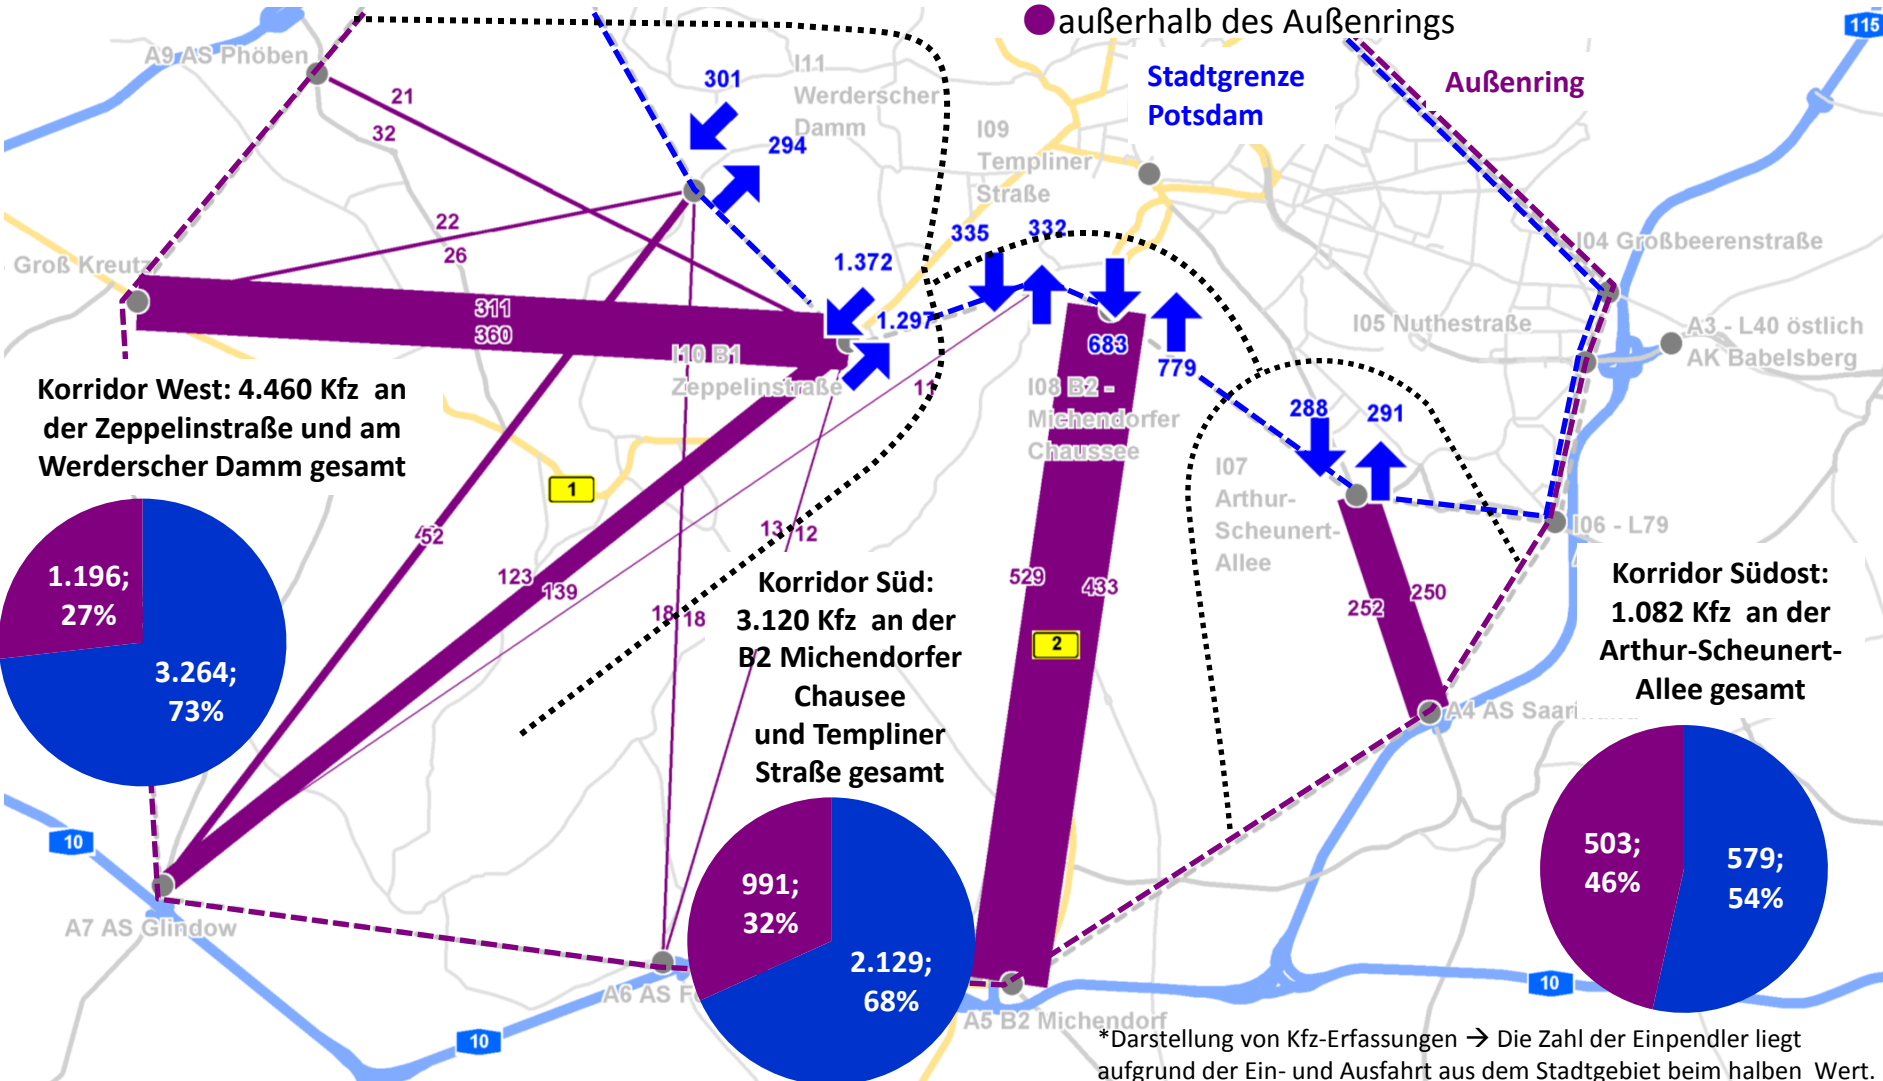 außerhalb des Außenrings
115
A9 AS Phöben
301
I11
Werderscher
Damm
Stadtgrenze
Potsdam
Außenring
21
32
294
I09
Templiner
Straße
22
26
335
332
I04 Großbeerenstraße
Groß Kreutz
1.372
311
360
1.297
I10 B1
Zeppelinstraße
683
779
I05 Nuthestraße
A3 - L40 östlich
AK Babelsberg
11
I08 B2 -
Michendorfer
Chaussee
288
291
Korridor West: 4.460 Kfz an
der Zeppelinstraße und am
Werderscher Damm gesamt
1
I07
Arthur-
Scheunert-
Allee
I06 - L79
52
13
12
123
139
18
18
529
433
252
250
2
1.196;
27%
3.264;
73%
Korridor Süd:
3.120 Kfz an der
B2 Michendorfer
Chausee
und Templiner
Straße gesamt
Korridor Südost:
1.082 Kfz an der
Arthur-Scheunert-
Allee gesamt
A4 AS Saar
10
A7 AS Glindow
991;
32%
2.129;
68%
503;
46%
579;
54%
A6 AS F
10
A5 B2 Michendorf
10
*Darstellung von Kfz-Erfassungen → Die Zahl der Einpendler liegt
aufgrund der Ein- und Ausfahrt aus dem Stadtgebiet beim halben Wert.